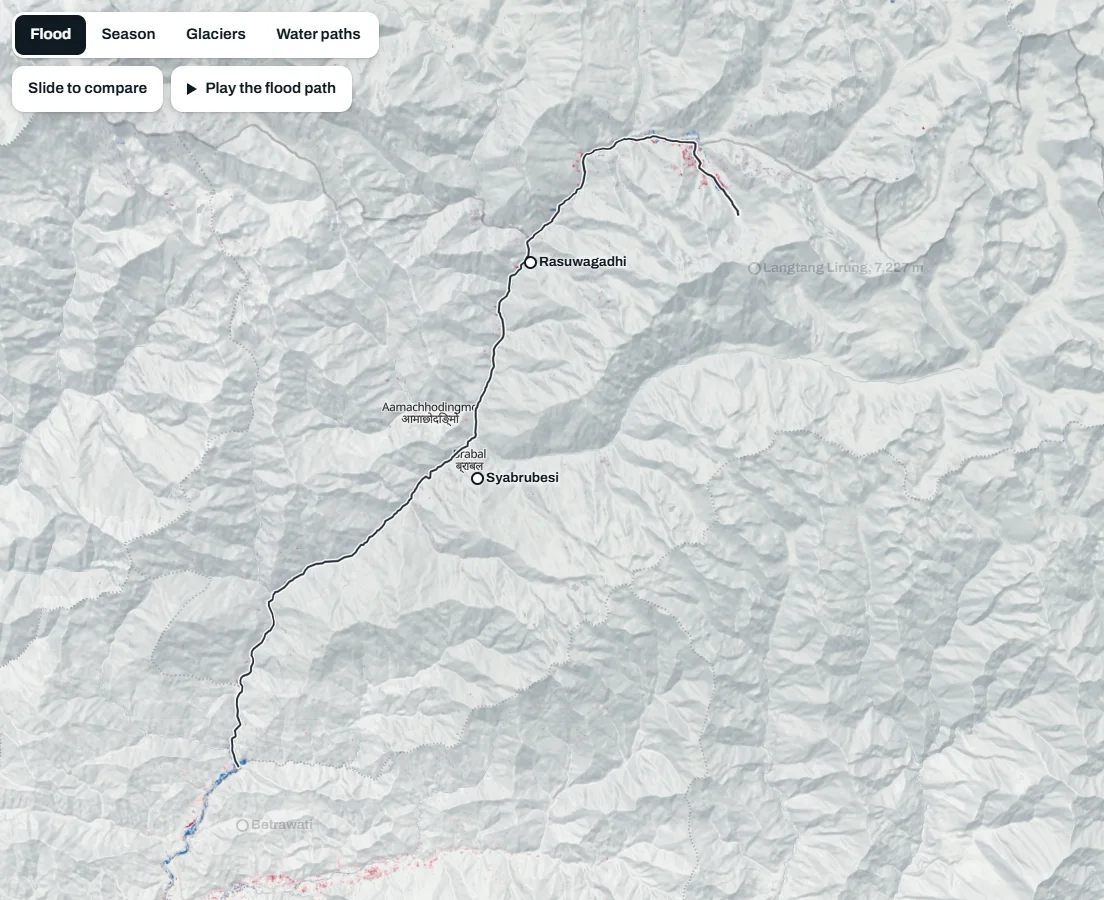 Flood Season Glaciers Water paths
Slide to compare Play the flood path
Rasuwagadhi
Langtang Lirung, 7,227 m
Aamachhodingmo
आमाछोदिङ्मो
Brabal
ब्राबल
Syabrubesi
Betrawati